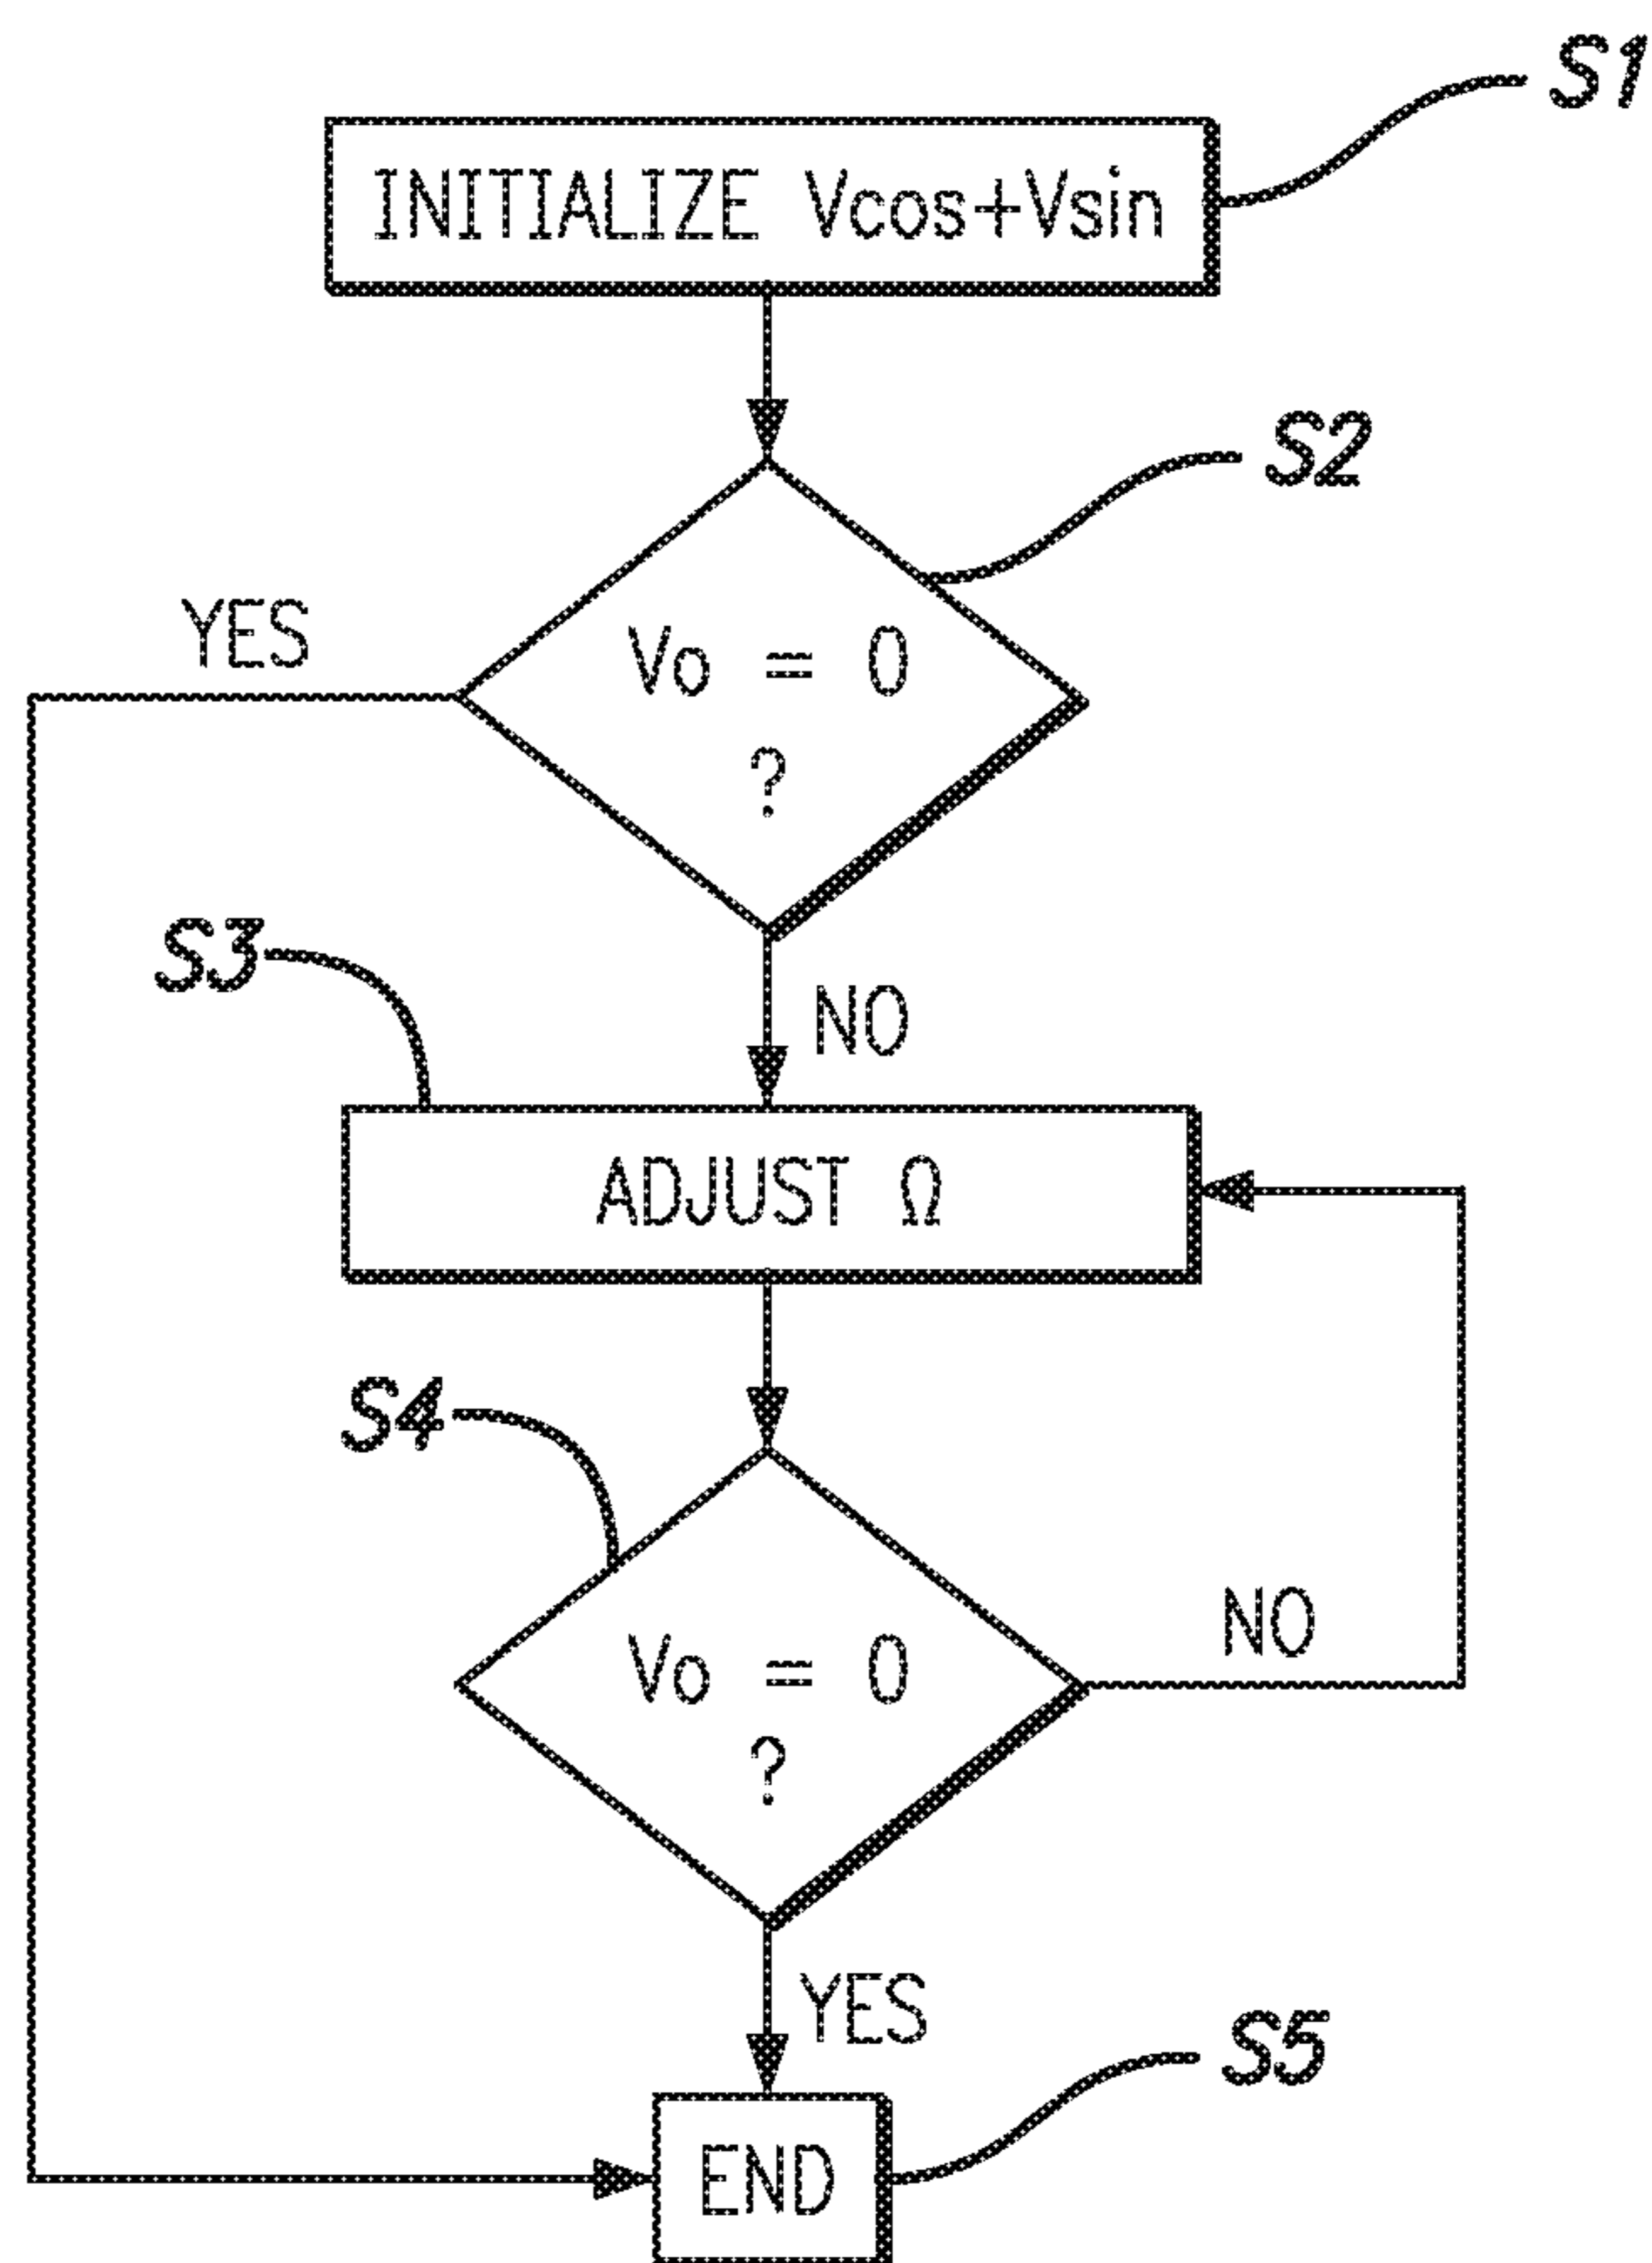 S1
INITIALIZE Vcos+Vsin
S2
YES
Vo = 0
?
S3
NO
ADJUST Ω
S4
Vo = 0
?
NO
YES
S5
END